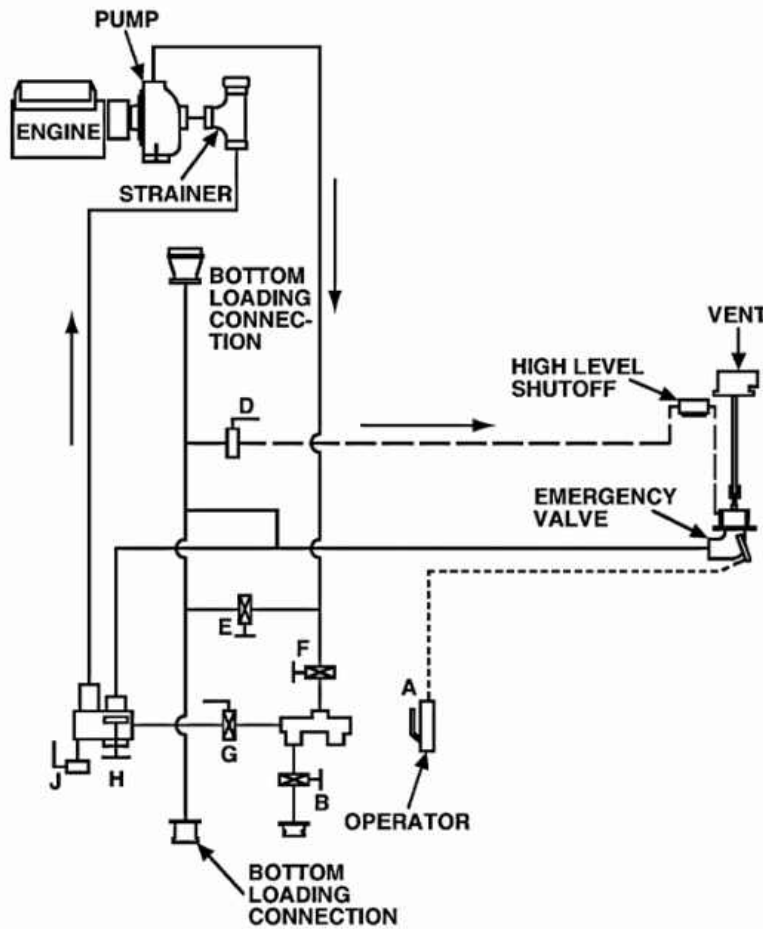 PUMP
ENGINE
STRAINER
BOTTOM
LOADING
CONNEC-
TION
VENT
HIGH LEVEL
SHUTOFF
D
EMERGENCY
VALVE
E
F
A
G
J
H
B
OPERATOR
BOTTOM
LOADING
CONNECTION